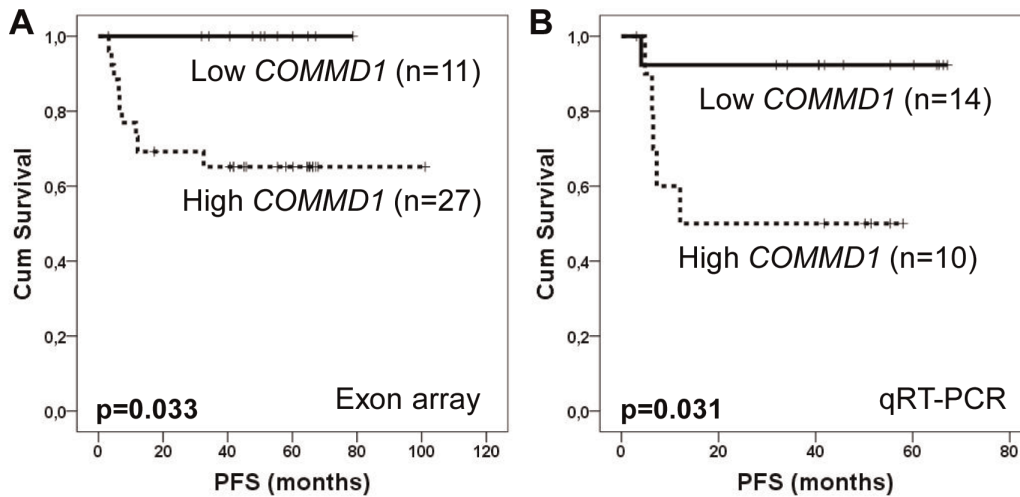 A
1,0
0,8
0,6
0,4
0,2
0,0
Cum Survival
Low COMMD1 (n=11)
High COMMD1 (n=27)
p=0.033
Exon array
0 20 40 60 80 100 120
PFS (months)
B
1,0
0,8
0,6
0,4
0,2
0,0
Cum Survival
Low COMMD1 (n=14)
High COMMD1 (n=10)
p=0.031
qRT-PCR
0 20 40 60 80
PFS (months)